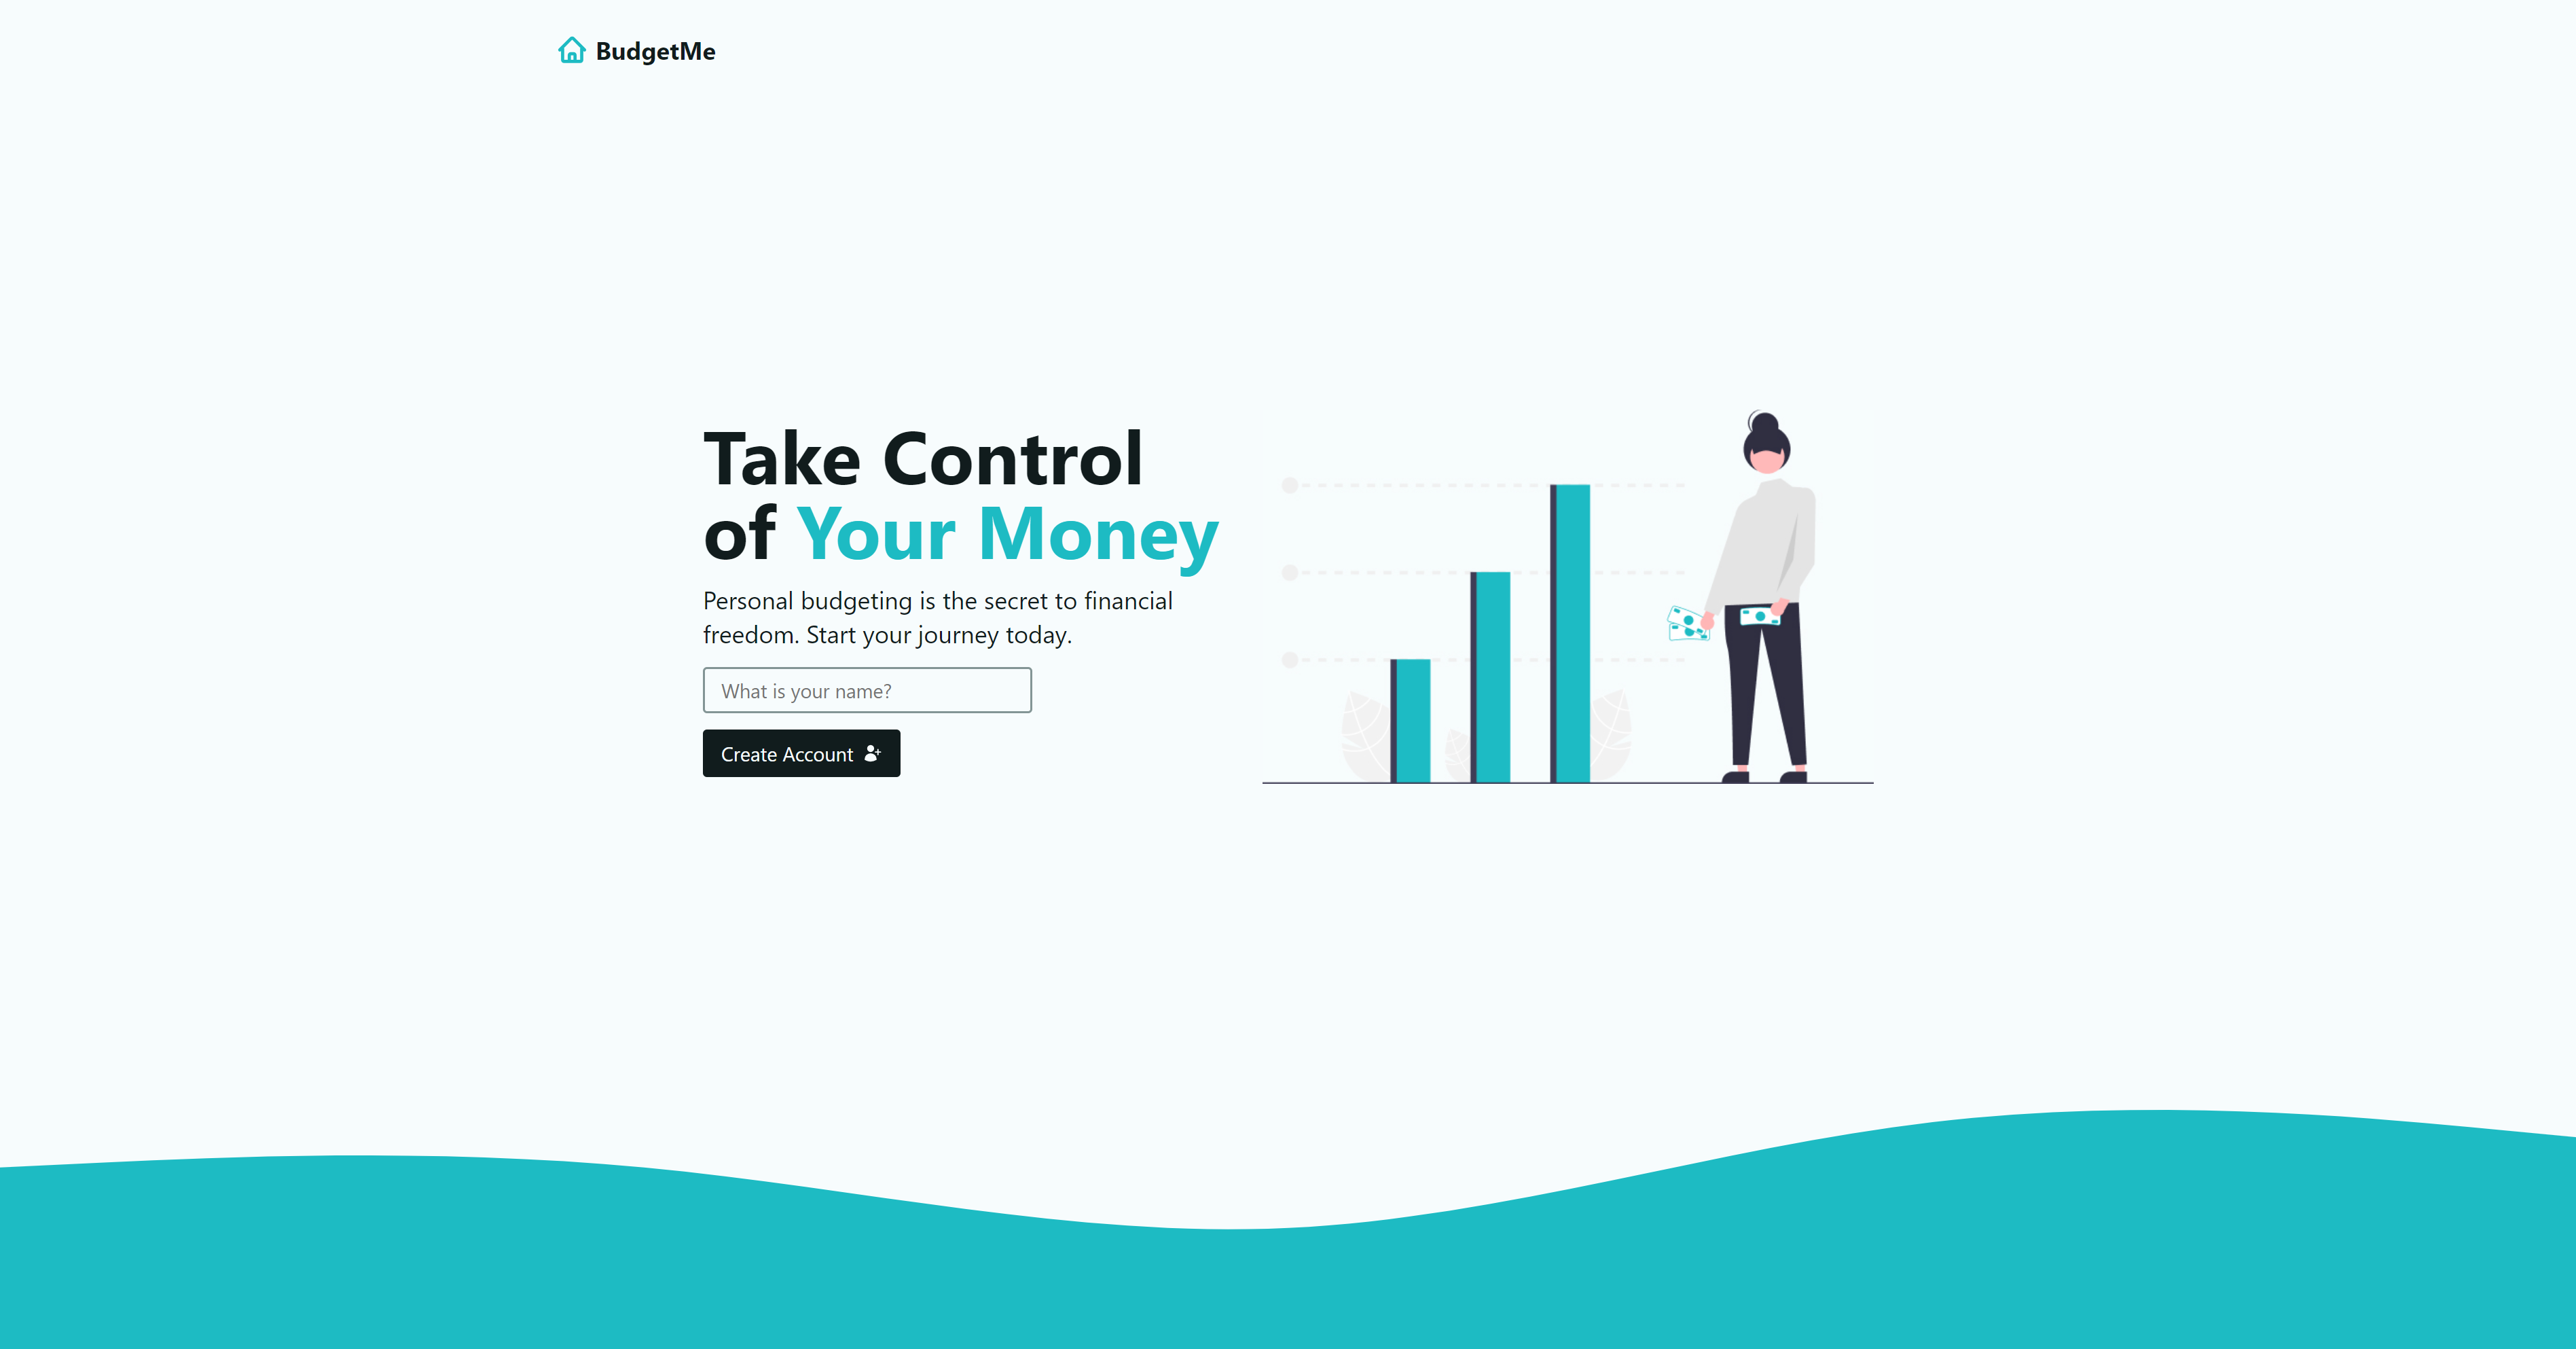 BudgetMe
Take Control
of Your Money
Personal budgeting is the secret to financial
freedom. Start your journey today.
What is your name?
Create Account